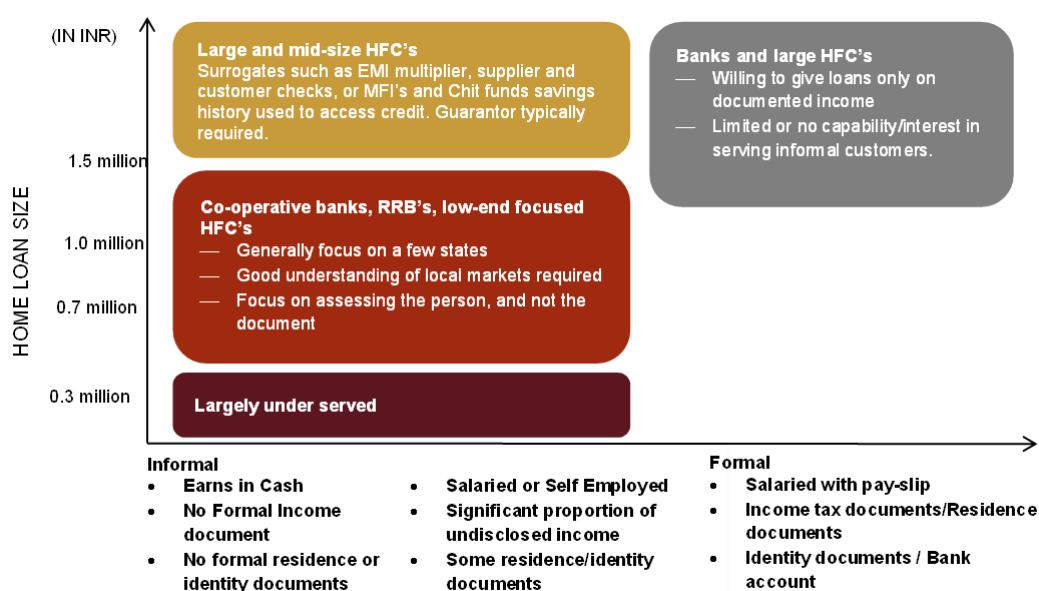 (IN INR)
Large and mid-size HFC's
Surrogates such as EMI multiplier, supplier and
customer checks, or MFI's and Chit funds savings
history used to access credit. Guarantor typically
required.
Banks and large HFC's
— Willing to give loans only on
documented income
— Limited or no capability/interest in
serving informal customers.
HOME LOAN SIZE
1.5 million
1.0 million
0.7 million
0.3 million
Co-operative banks, RRB's, low-end focused
HFC's
— Generally focus on a few states
— Good understanding of local markets required
— Focus on assessing the person, and not the
document
Largely under served
Informal
• Earns in Cash
• No Formal Income
document
• No formal residence or
identity documents
• Salaried or Self Employed
• Significant proportion of
undisclosed income
• Some residence/identity
documents
Formal
• Salaried with pay-slip
• Income tax documents/Residence
documents
• Identity documents / Bank
account